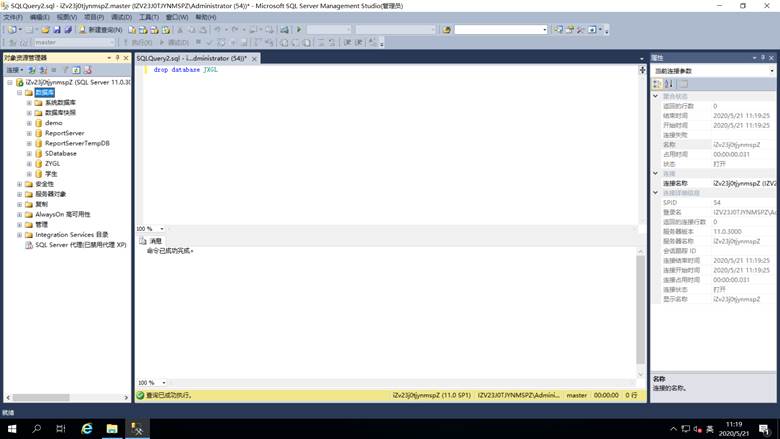 SQLQuery2.sql - iZv23j0tjynmspZ.master (IZV23J0TJYNMSPZ\Administrator (54))* - Microsoft SQL Server Management Studio(管理员)
文件(F) 编辑(E) 视图(V) 项目(P) 调试(D) 工具(T) 窗口(W) 帮助(H)
新建查询(N)
master 执行(X) 调试(D)
对象资源管理器
连接
iZv23j0tjynmspZ (SQL Server 11.0.30
数据库
系统数据库
数据库快照
demo
ReportServer
ReportServerTempDB
SDatabase
ZYGL
学生
安全性
服务器对象
复制
AlwaysOn 高可用性
管理
Integration Services 目录
SQL Server 代理(已禁用代理 XP)
SQLQuery2.sql - i...dministrator (54))*
drop database JXGL
100 %
消息
命令已成功完成。
100 %
查询已成功执行。 iZv23j0tjynmspZ (11.0 SP1) IZV23J0TJYNMSPZ\Admini... master 00:00:00 0 行
属性
当前连接参数
聚合状态
返回的行数 0
结束时间 2020/5/21 11:19:25
开始时间 2020/5/21 11:19:25
连接失败
名称 iZv23j0tjynmspZ
占用时间 00:00:00.031
状态 打开
连接
连接名称 iZv23j0tjynmspZ (IZV2
连接详细信息
SPID 54
登录名 IZV23J0TJYNMSPZ\A
返回的连接行数 0
服务器版本 11.0.3000
服务器名称 iZv23j0tjynmspZ
会话跟踪 ID
连接结束时间 2020/5/21 11:19:25
连接开始时间 2020/5/21 11:19:25
连接占用时间 00:00:00.031
连接状态 打开
显示名称 iZv23j0tjynmspZ
名称
连接的名称。
就绪
英
11:19
2020/5/21